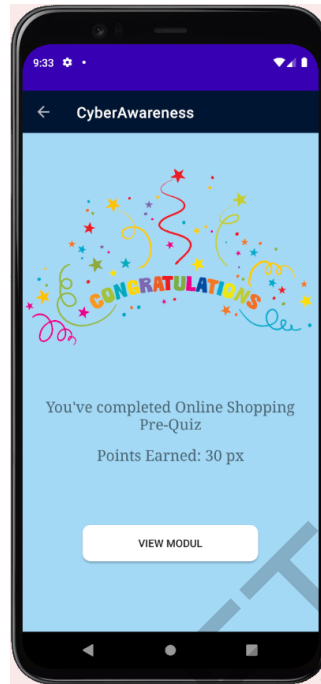 9:33
CyberAwareness
CONGRATULATIONS
You've completed Online Shopping
Pre-Quiz
Points Earned: 30 px
VIEW MODUL